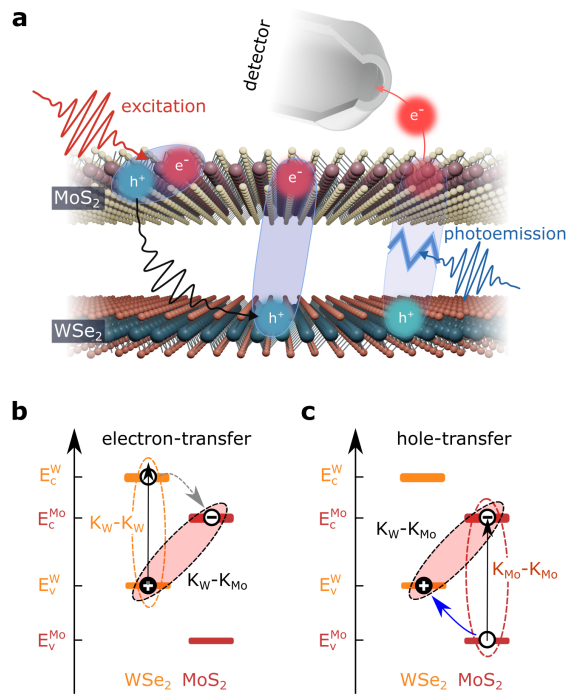 a
detector
excitation
e⁻
e⁻
e⁻
h⁺
MoS₂
photoemission
h⁺
h⁺
WSe₂
b
c
electron-transfer
hole-transfer
E_c^W
E_c^Mo
E_v^W
E_v^Mo
K_W-K_W
K_W-K_Mo
−
+
WSe₂ MoS₂
E_c^W
E_c^Mo
E_v^W
E_v^Mo
K_W-K_Mo
K_Mo-K_Mo
−
+
WSe₂ MoS₂